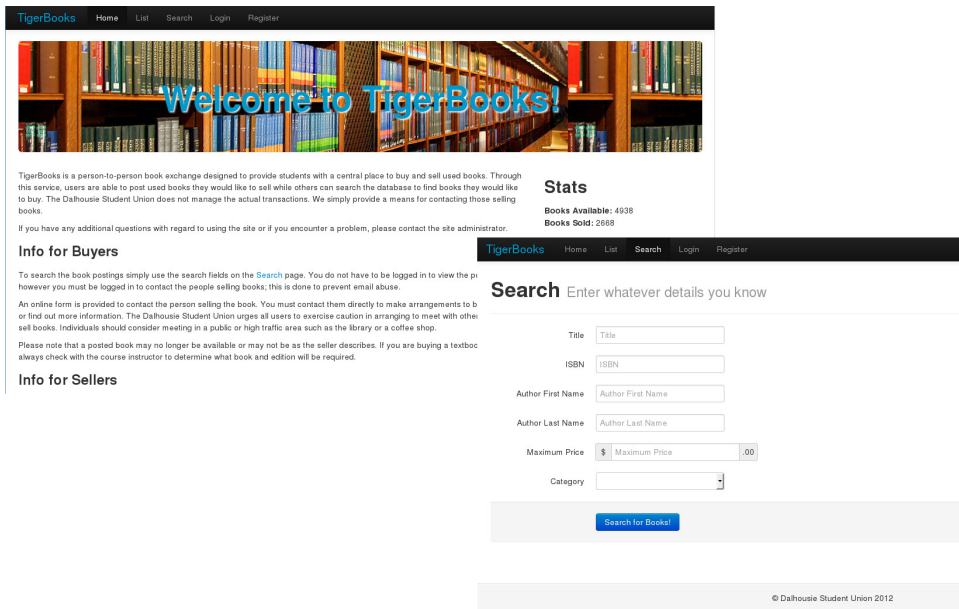 TigerBooks Home List Search Login Register
Welcome to TigerBooks!
TigerBooks is a person-to-person book exchange designed to provide students with a central place to buy and sell used books. Through
this service, users are able to post used books they would like to sell while others can search the database to find books they would like
to buy. The Dalhousie Student Union does not manage the actual transactions. We simply provide a means for contacting those selling
books.
If you have any additional questions with regard to using the site or if you encounter a problem, please contact the site administrator.
Stats
Books Available: 4938
Books Sold: 2668
Info for Buyers
To search the book postings simply use the search fields on the Search page. You do not have to be logged in to view the
however you must be logged in to contact the people selling books; this is done to prevent email abuse.
An online form is provided to contact the person selling the book. You must contact them directly to make arrangements to
or find out more information. The Dalhousie Student Union urges all users to exercise caution in arranging to meet with
sell books. Individuals should consider meeting in a public or high traffic area such as the library or a coffee shop.
Please note that a posted book may no longer be available or may not be as the seller describes. If you are buying a
always check with the course instructor to determine what book and edition will be required.
Info for Sellers
TigerBooks Home List Search Login Register
Search Enter whatever details you know
Title Title
ISBN ISBN
Author First Name Author First Name
Author Last Name Author Last Name
Maximum Price $ Maximum Price .00
Category
Search for Books!
© Dalhousie Student Union 2012